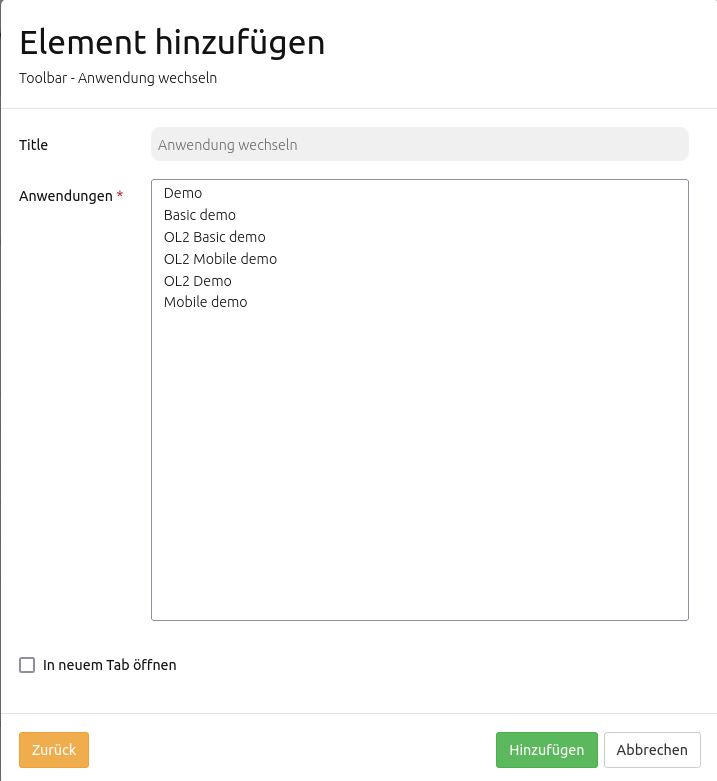 Element hinzufügen
Toolbar - Anwendung wechseln
Title
Anwendung wechseln
Anwendungen *
Demo
Basic demo
OL2 Basic demo
OL2 Mobile demo
OL2 Demo
Mobile demo
In neuem Tab öffnen
Zurück
Hinzufügen
Abbrechen